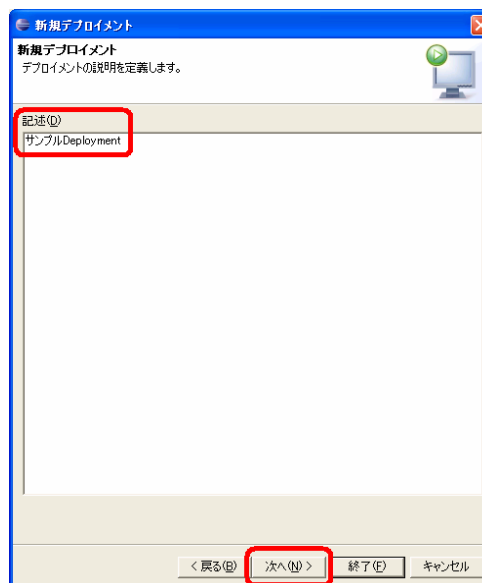 新規デプロイメント
新規デプロイメント
デプロイメントの説明を定義します。
記述(D)
サンプルDeployment
< 戻る(B) 次へ(N) > 終了(F) キャンセル